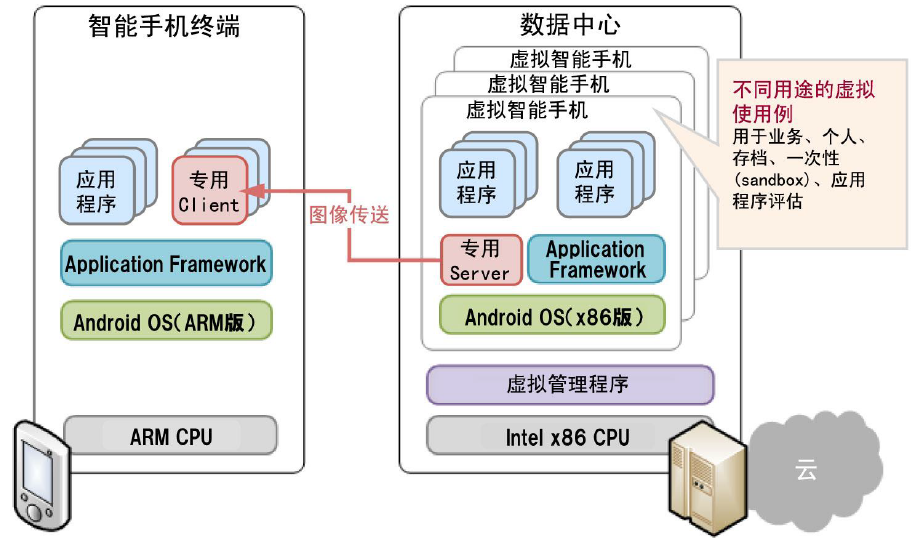 智能手机终端
应用
程序
专用
Client
Application Framework
Android OS(ARM版)
ARM CPU
图像传送
数据中心
虚拟智能手机
虚拟智能手机
虚拟智能手机
应用
程序
应用
程序
专用
Server
Application
Framework
Android OS(x86版)
虚拟管理程序
Intel x86 CPU
不同用途的虚拟
使用例
用于业务、个人、
存档、一次性
(sandbox)、应用
程序评估
云